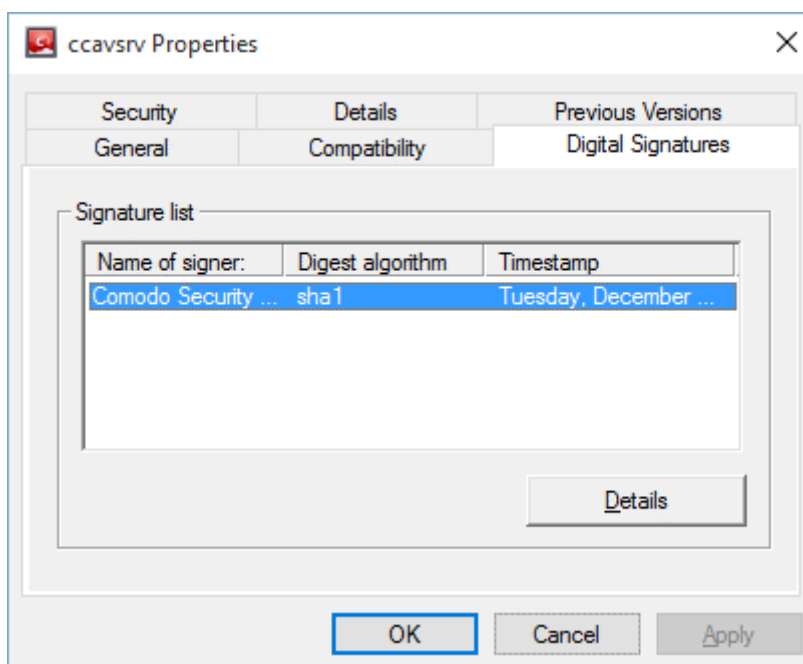 ccavsrv Properties
Security Details Previous Versions
General Compatibility Digital Signatures
Signature list
Name of signer: Digest algorithm Timestamp
Comodo Security ... sha1 Tuesday, December ...
Details
OK Cancel Apply